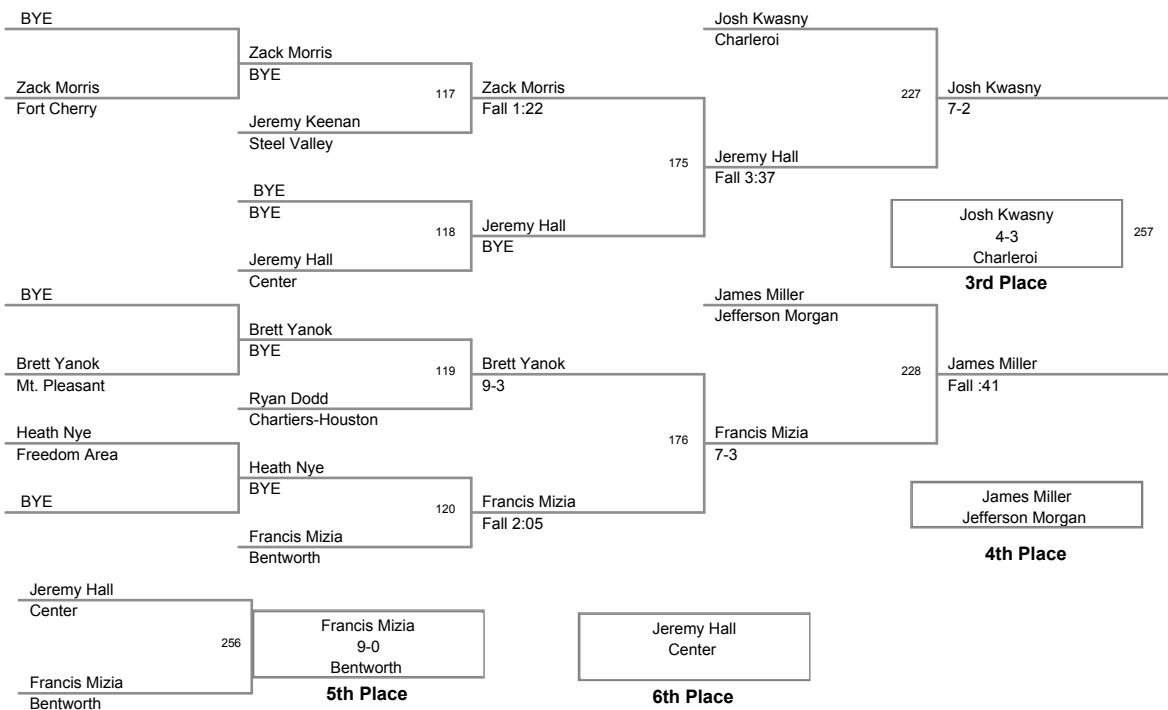 BYE
Zack Morris
Fort Cherry
Zack Morris
BYE
117
Jeremy Keenan
Steel Valley
Zack Morris
Fall 1:22
BYE
BYE
118
Jeremy Hall
Center
Jeremy Hall
BYE
175
Josh Kwasny
Charleroi
227
Jeremy Hall
Fall 3:37
Josh Kwasny
7-2
Josh Kwasny
4-3
Charleroi
257
3rd Place
BYE
Brett Yanok
Mt. Pleasant
Brett Yanok
BYE
119
Ryan Dodd
Chartiers-Houston
Brett Yanok
9-3
Heath Nye
Freedom Area
BYE
Heath Nye
BYE
120
Francis Mizia
Bentworth
Francis Mizia
Fall 2:05
176
James Miller
Jefferson Morgan
228
Francis Mizia
7-3
James Miller
Fall :41
James Miller
Jefferson Morgan
4th Place
Jeremy Hall
Center
256
Francis Mizia
Bentworth
Francis Mizia
9-0
Bentworth
5th Place
Jeremy Hall
Center
6th Place